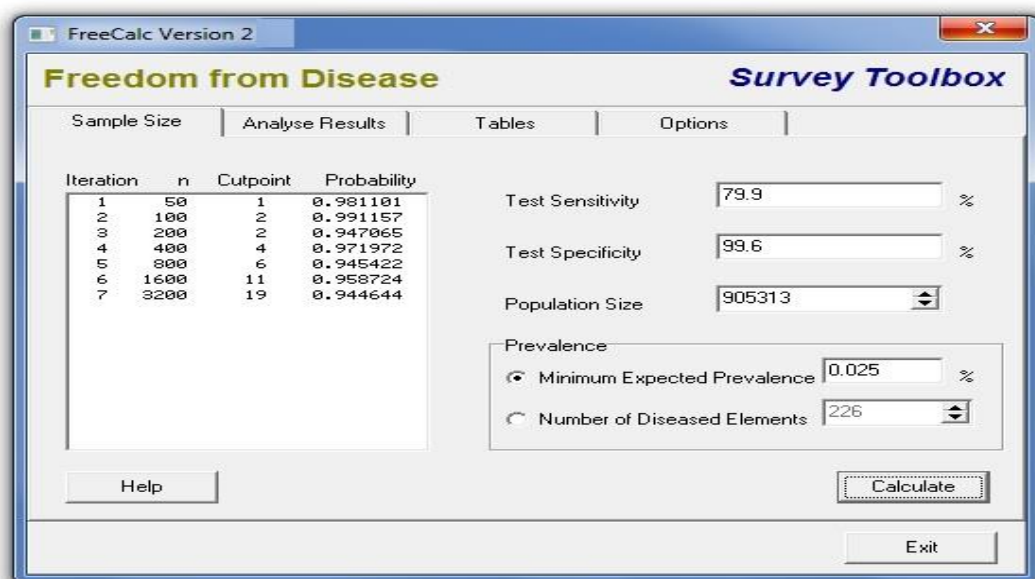 FreeCalc Version 2
Freedom from Disease Survey Toolbox
Sample Size Analyse Results Tables Options
Iteration n Cutpoint Probability
1 50 1 0.981101
2 100 2 0.991157
3 200 2 0.947065
4 400 4 0.971972
5 800 6 0.945422
6 1600 11 0.958724
7 3200 19 0.944644
Test Sensitivity 79.9 %
Test Specificity 99.6 %
Population Size 905313
Prevalence
Minimum Expected Prevalence 0.025 %
Number of Diseased Elements 226
Help Calculate
Exit